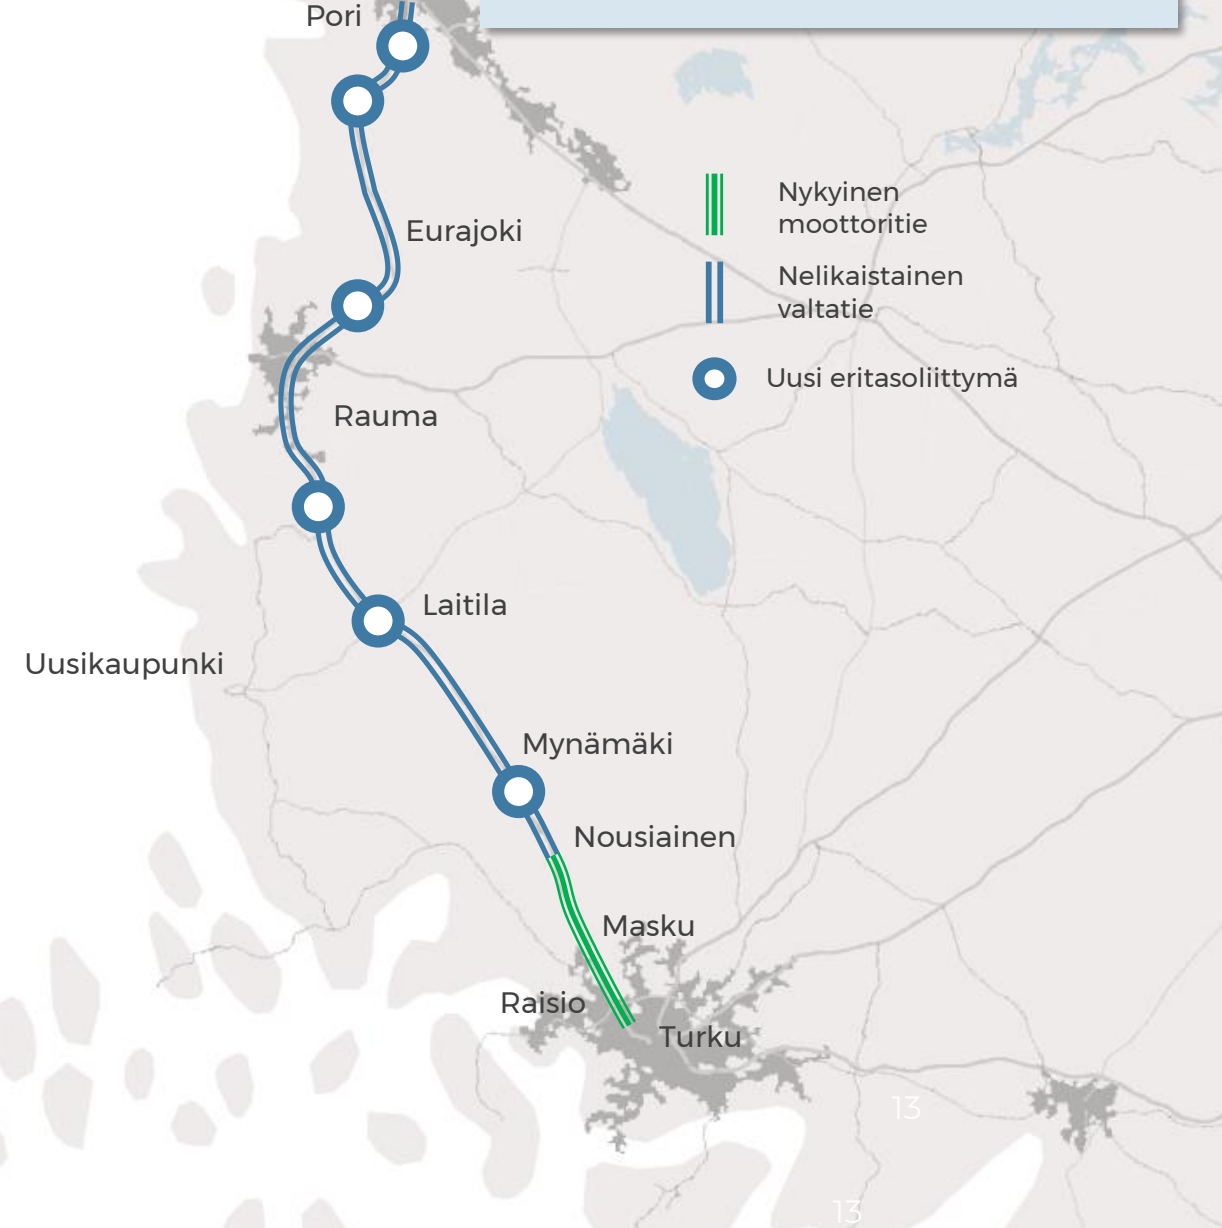 Pori
Nykyinen
moottoritie
Eurajoki
Nelikaistainen
valtatie
Uusi eritasoliittymä
Rauma
Laitila
Uusikaupunki
Mynämäki
Nousiainen
Masku
Raisio
Turku
13
13